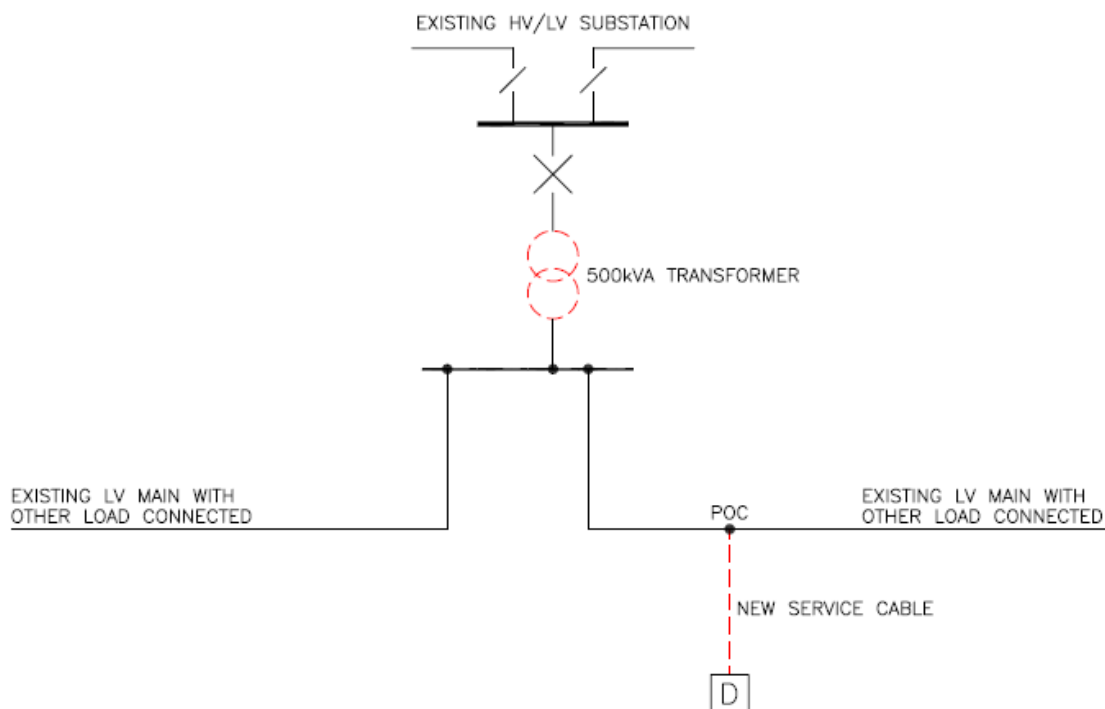 EXISTING HV/LV SUBSTATION
500kVA TRANSFORMER
EXISTING LV MAIN WITH
OTHER LOAD CONNECTED
POC
EXISTING LV MAIN WITH
OTHER LOAD CONNECTED
NEW SERVICE CABLE
D